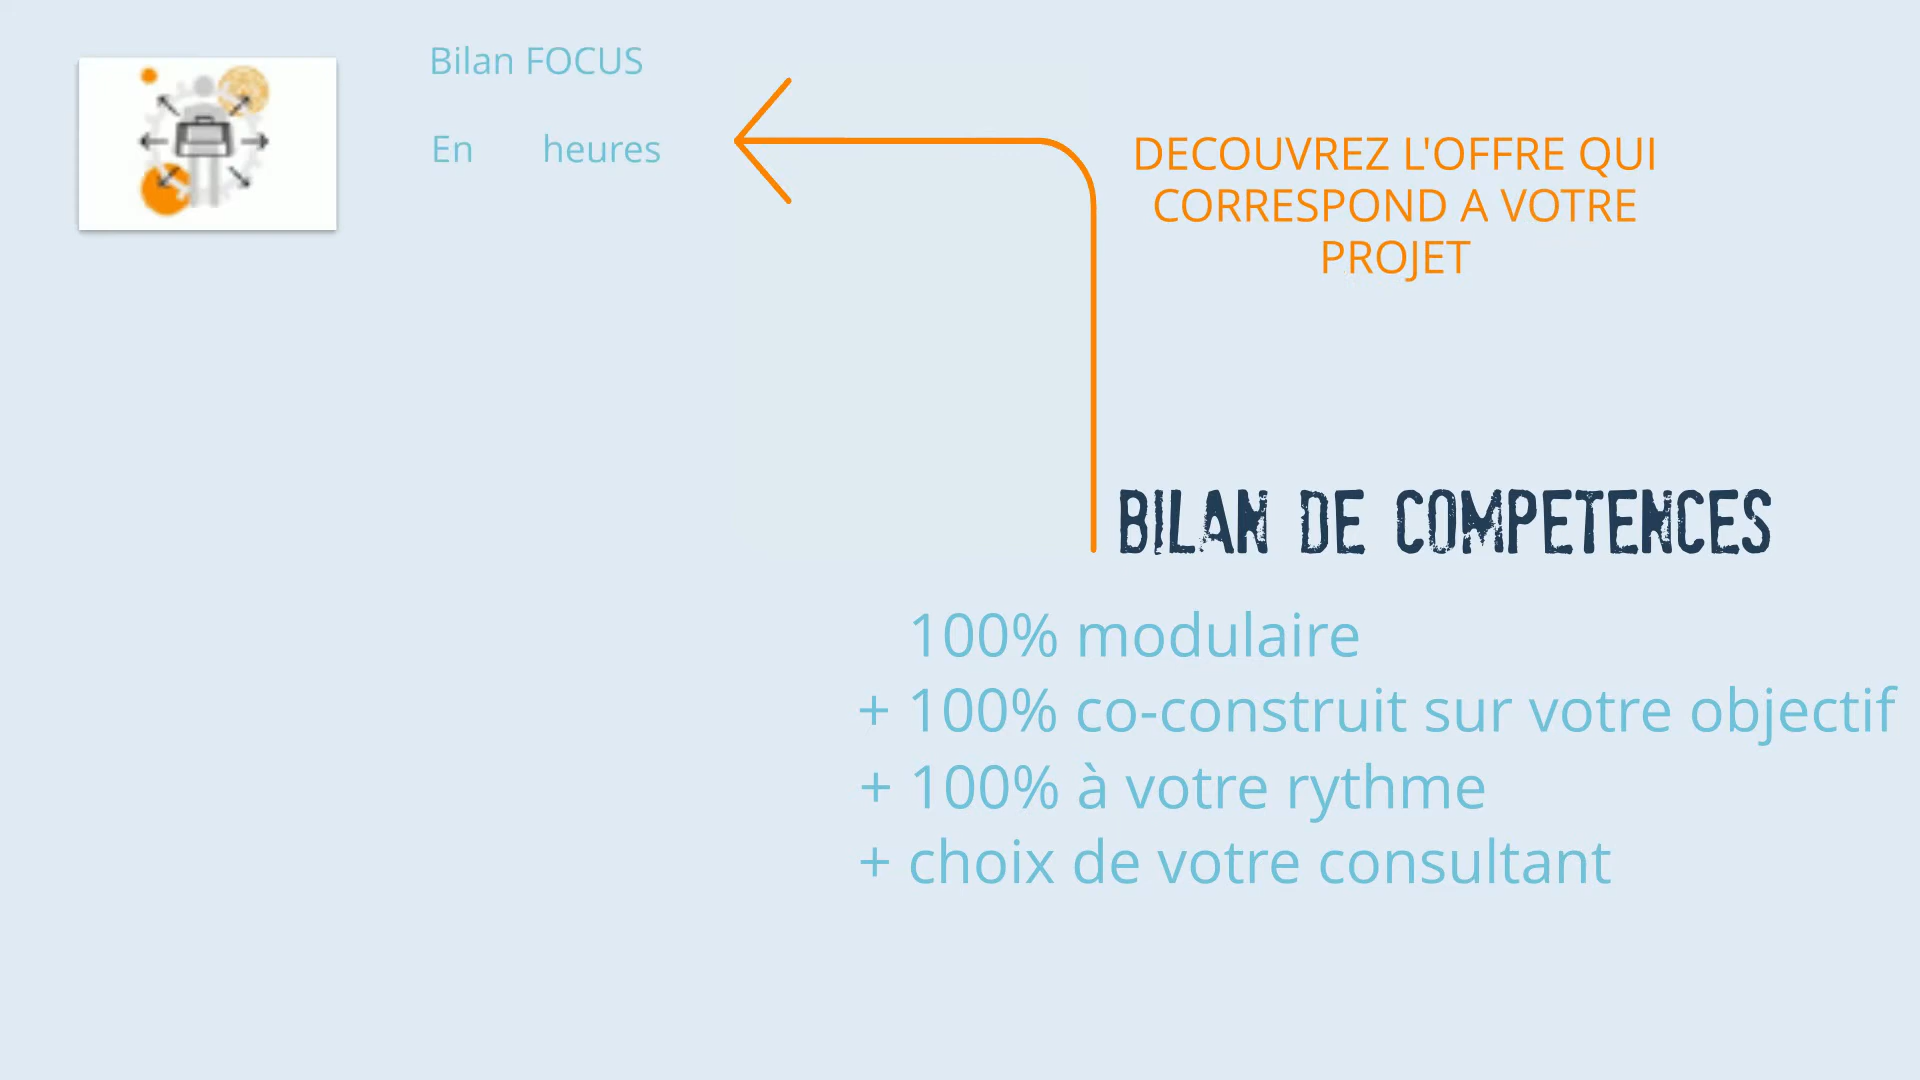 Bilan FOCUS
En heures
DECOUVREZ L'OFFRE QUI
CORRESPOND A VOTRE
PROJET
BILAN DE COMPETENCES
100% modulaire
+ 100% co-construit sur votre objectif
+ 100% à votre rythme
+ choix de votre consultant